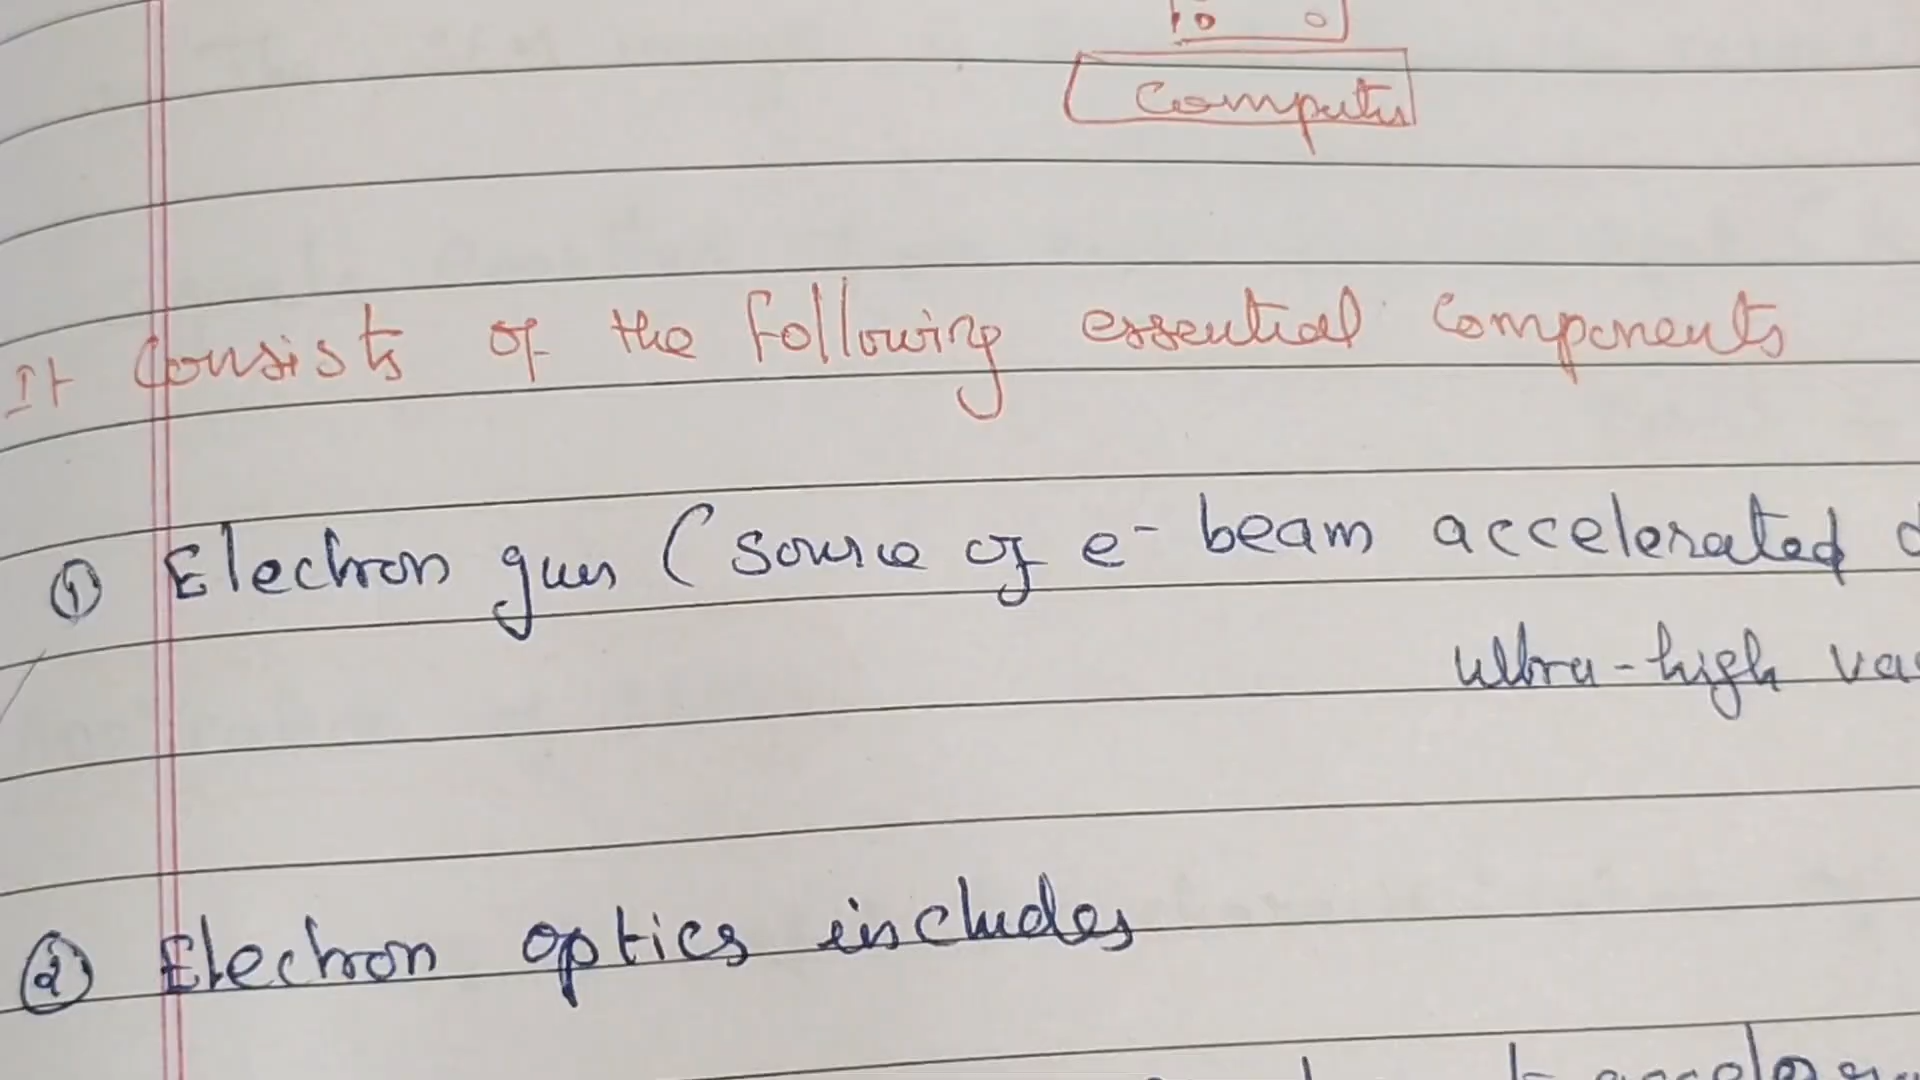 Computer
It Consists of the following essential components
① Electron gun (source of e- beam accelerated
ultra-high
② Electron optics includes